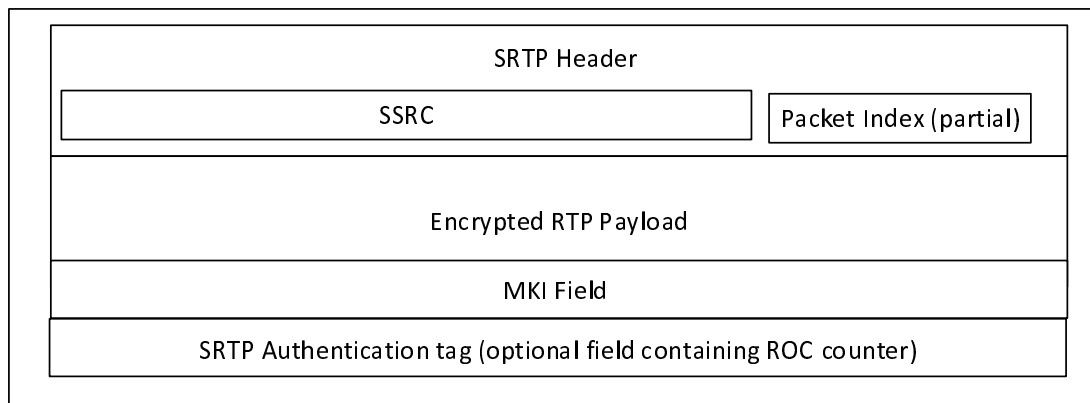 SRTP Header
SSRC
Packet Index (partial)
Encrypted RTP Payload
MKI Field
SRTP Authentication tag (optional field containing ROC counter)